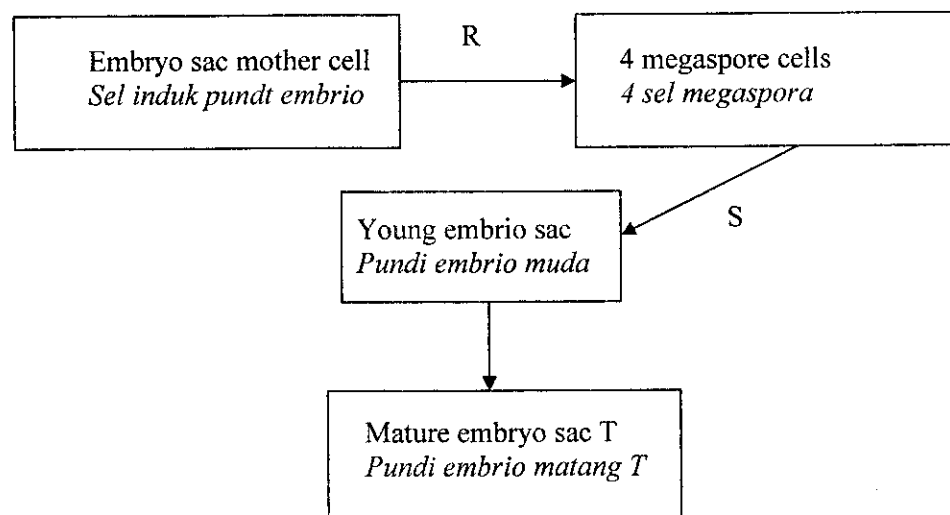 R
Embryo sac mother cell
Sel induk pundt embrio
4 megaspore cells
4 sel megaspora
S
Young embrio sac
Pundi embrio muda
Mature embryo sac T
Pundi embrio matang T